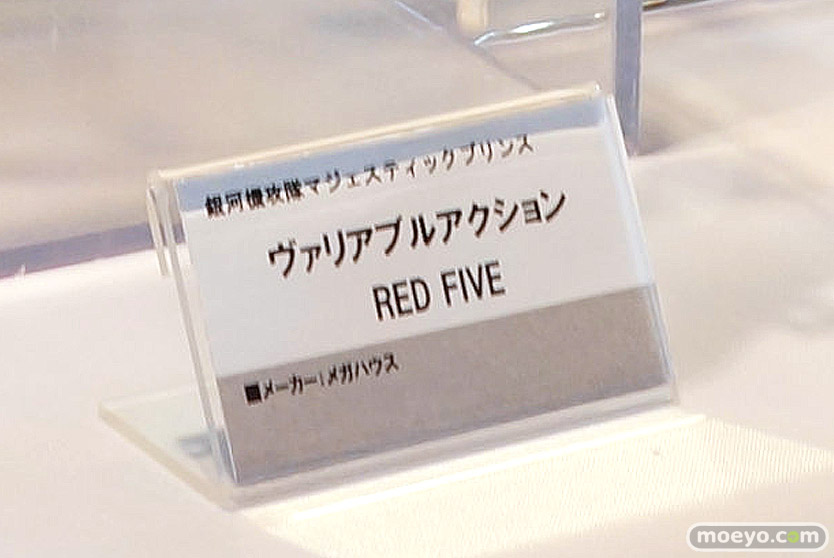 銀河機攻隊マジェスティックプリンス
ヴァリアブルアクション
RED FIVE
■メーカー：メガハウス
moeyo.com